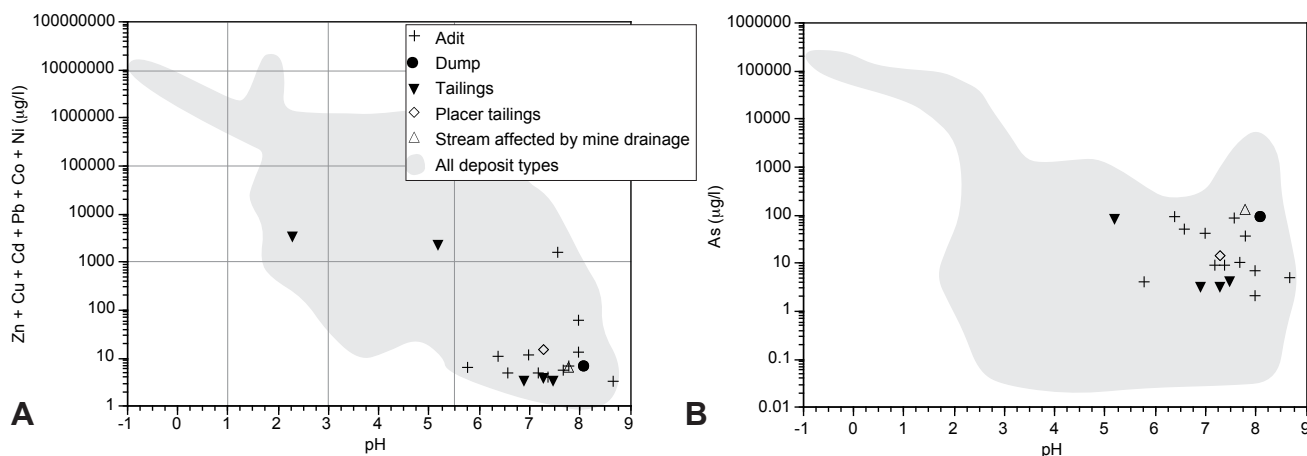 100000000
10000000
1000000
100000
10000
1000
100
10
1
Zn + Cu + Cd + Pb + Co + Ni (µg/l)
-1 0 1 2 3 4 5 6 7 8 9
pH
A
Adit
Dump
Tailings
Placer tailings
Stream affected by mine drainage
All deposit types
1000000
100000
10000
1000
100
10
1
0.1
0.01
As (µg/l)
-1 0 1 2 3 4 5 6 7 8 9
pH
B